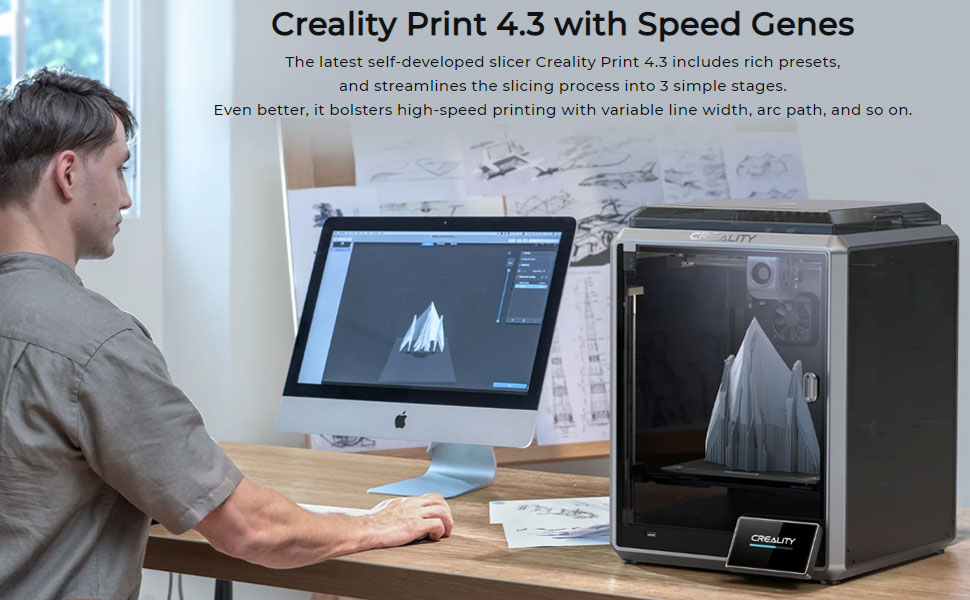 Creality Print 4.3 with Speed Genes
The latest self-developed slicer Creality Print 4.3 includes rich presets,
and streamlines the slicing process into 3 simple stages.
Even better, it bolsters high-speed printing with variable line width, arc path, and so on.
CREALITY
CREALITY